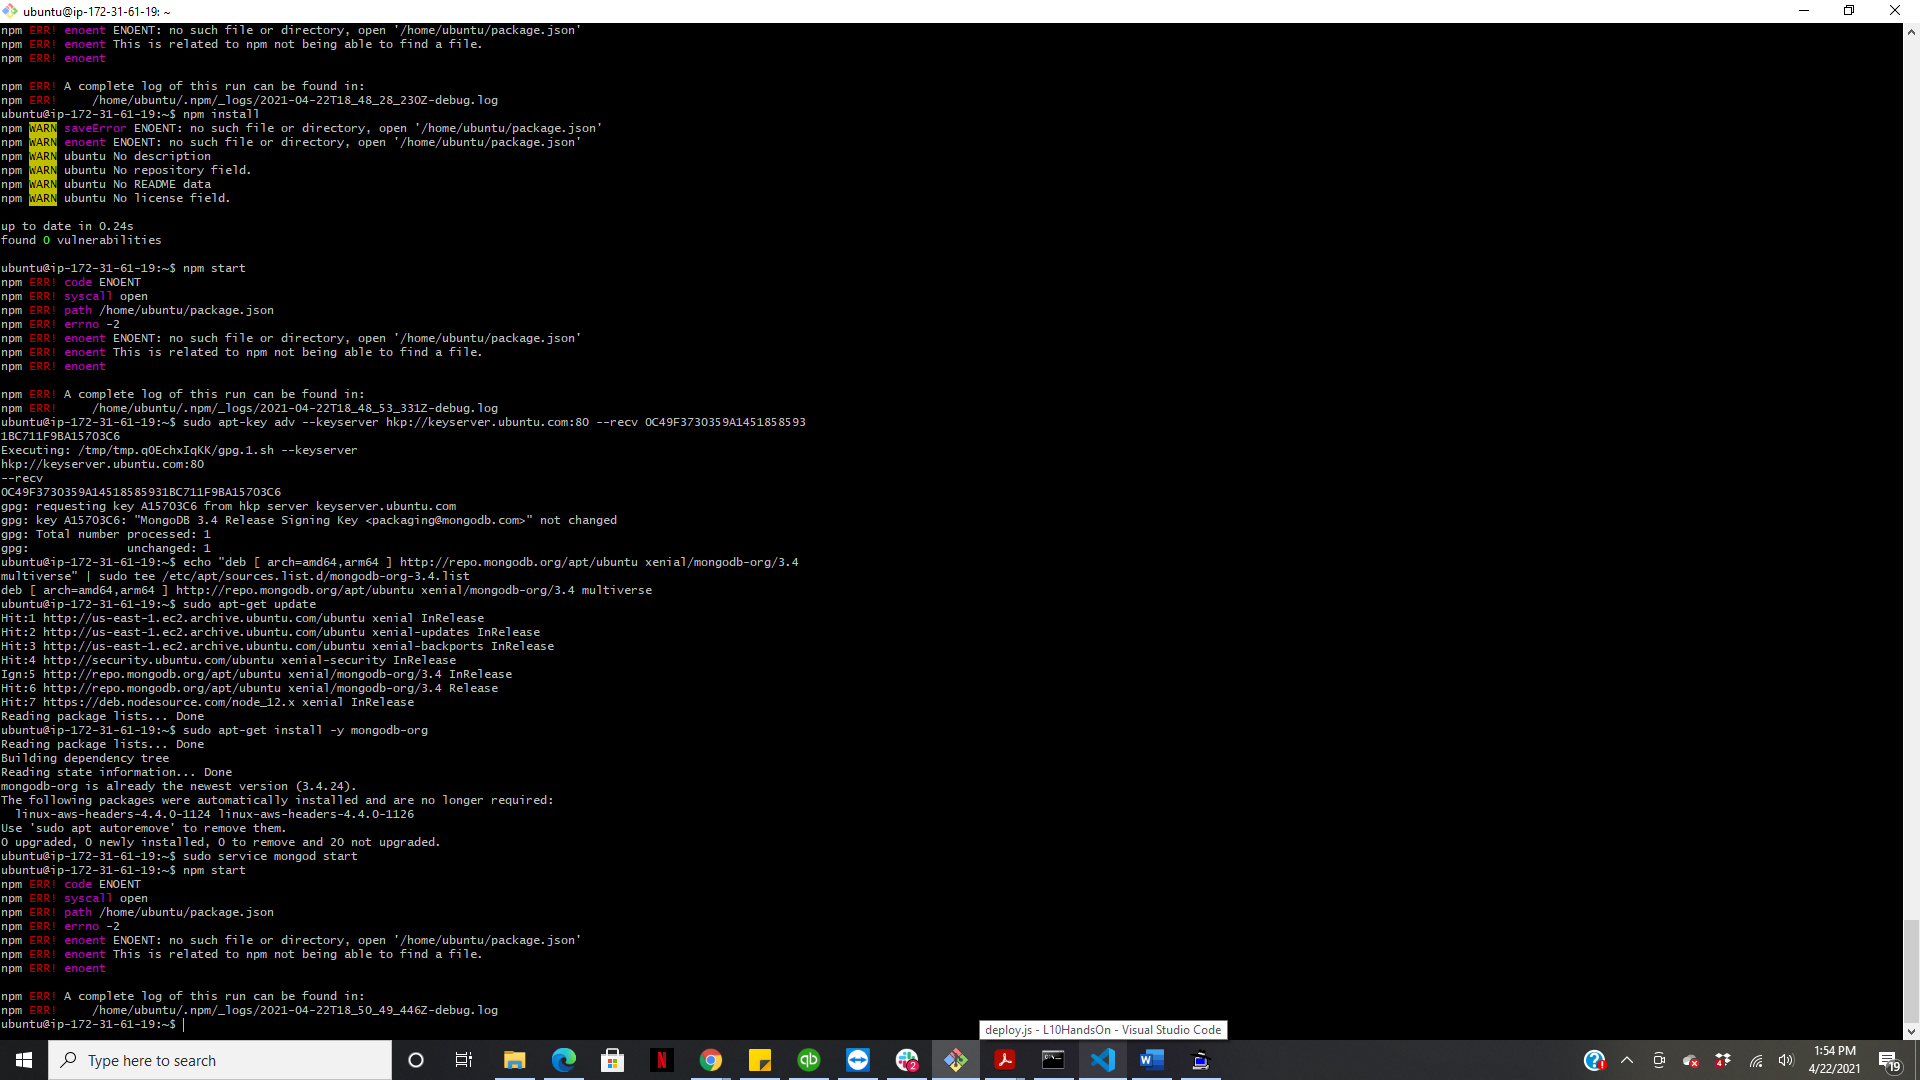 ubuntu@ip-172-31-61-19: ~
npm ERR! enoent ENOENT: no such file or directory, open '/home/ubuntu/package.json'
npm ERR! enoent This is related to npm not being able to find a file.
npm ERR! enoent
npm ERR! A complete log of this run can be found in:
npm ERR!     /home/ubuntu/.npm/_logs/2021-04-22T18_48_28_230Z-debug.log
ubuntu@ip-172-31-61-19:~$ npm install
npm WARN saveError ENOENT: no such file or directory, open '/home/ubuntu/package.json'
npm WARN enoent ENOENT: no such file or directory, open '/home/ubuntu/package.json'
npm WARN ubuntu No description
npm WARN ubuntu No repository field.
npm WARN ubuntu No README data
npm WARN ubuntu No license field.
up to date in 0.24s
found 0 vulnerabilities
ubuntu@ip-172-31-61-19:~$ npm start
npm ERR! code ENOENT
npm ERR! syscall open
npm ERR! path /home/ubuntu/package.json
npm ERR! errno -2
npm ERR! enoent ENOENT: no such file or directory, open '/home/ubuntu/package.json'
npm ERR! enoent This is related to npm not being able to find a file.
npm ERR! enoent
npm ERR! A complete log of this run can be found in:
npm ERR!     /home/ubuntu/.npm/_logs/2021-04-22T18_48_53_331Z-debug.log
ubuntu@ip-172-31-61-19:~$ sudo apt-key adv --keyserver hkp://keyserver.ubuntu.com:80 --recv 0C49F3730359A1451858593
1BC711F9BA15703C6
Executing: /tmp/tmp.qOEchxIqKK/gpg.1.sh --keyserver
hkp://keyserver.ubuntu.com:80
--recv
0C49F3730359A14518585931BC711F9BA15703C6
gpg: requesting key A15703C6 from hkp server keyserver.ubuntu.com
gpg: key A15703C6: "MongoDB 3.4 Release Signing Key <packaging@mongodb.com>" not changed
gpg: Total number processed: 1
gpg:              unchanged: 1
ubuntu@ip-172-31-61-19:~$ echo "deb [ arch=amd64,arm64 ] http://repo.mongodb.org/apt/ubuntu xenial/mongodb-org/3.4
multiverse" | sudo tee /etc/apt/sources.list.d/mongodb-org-3.4.list
deb [ arch=amd64,arm64 ] http://repo.mongodb.org/apt/ubuntu xenial/mongodb-org/3.4 multiverse
ubuntu@ip-172-31-61-19:~$ sudo apt-get update
Hit:1 http://us-east-1.ec2.archive.ubuntu.com/ubuntu xenial InRelease
Hit:2 http://us-east-1.ec2.archive.ubuntu.com/ubuntu xenial-updates InRelease
Hit:3 http://us-east-1.ec2.archive.ubuntu.com/ubuntu xenial-backports InRelease
Hit:4 http://security.ubuntu.com/ubuntu xenial-security InRelease
Ign:5 http://repo.mongodb.org/apt/ubuntu xenial/mongodb-org/3.4 InRelease
Hit:6 http://repo.mongodb.org/apt/ubuntu xenial/mongodb-org/3.4 Release
Hit:7 https://deb.nodesource.com/node_12.x xenial InRelease
Reading package lists... Done
ubuntu@ip-172-31-61-19:~$ sudo apt-get install -y mongodb-org
Reading package lists... Done
Building dependency tree
Reading state information... Done
mongodb-org is already the newest version (3.4.24).
The following packages were automatically installed and are no longer required:
  linux-aws-headers-4.4.0-1124 linux-aws-headers-4.4.0-1126
Use 'sudo apt autoremove' to remove them.
0 upgraded, 0 newly installed, 0 to remove and 20 not upgraded.
ubuntu@ip-172-31-61-19:~$ sudo service mongod start
ubuntu@ip-172-31-61-19:~$ npm start
npm ERR! code ENOENT
npm ERR! syscall open
npm ERR! path /home/ubuntu/package.json
npm ERR! errno -2
npm ERR! enoent ENOENT: no such file or directory, open '/home/ubuntu/package.json'
npm ERR! enoent This is related to npm not being able to find a file.
npm ERR! enoent
npm ERR! A complete log of this run can be found in:
npm ERR!     /home/ubuntu/.npm/_logs/2021-04-22T18_50_49_446Z-debug.log
ubuntu@ip-172-31-61-19:~$
deploy.js - L10HandsOn - Visual Studio Code
Type here to search
1:54 PM
4/22/2021
19